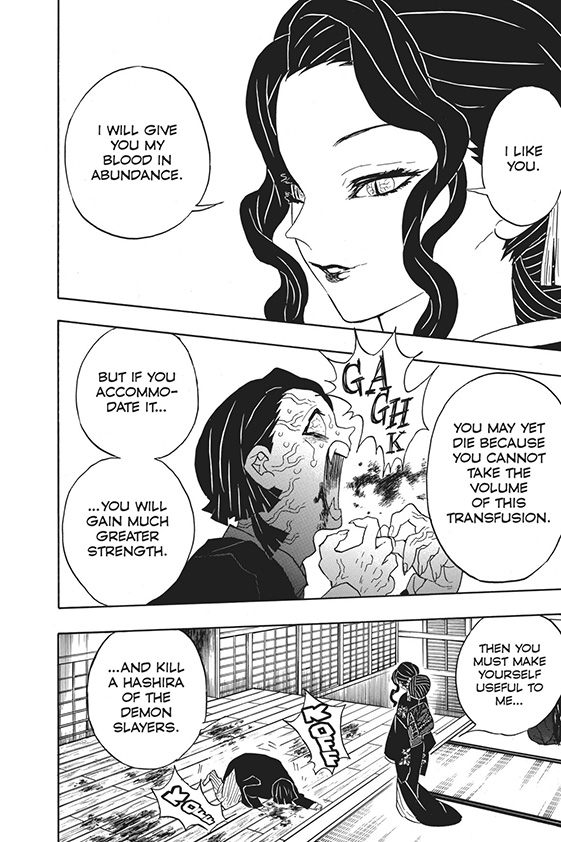 I LIKE
YOU.
I WILL GIVE
YOU MY
BLOOD IN
ABUNDANCE.
GAGHK
YOU MAY YET
DIE BECAUSE
YOU CANNOT
TAKE THE
VOLUME
OF THIS
TRANSFUSION.
BUT IF YOU
ACCOMMO-
DATE IT...
...YOU WILL
GAIN MUCH
GREATER
STRENGTH.
THEN YOU
MUST MAKE
YOURSELF
USEFUL TO
ME...
KOFF
...AND KILL
A HASHIRA
OF THE
DEMON
SLAYERS.